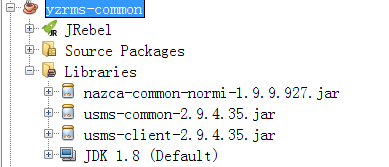 yzrms-common
JRebel
Source Packages
Libraries
nazca-common-normi-1.9.9.927.jar
usms-common-2.9.4.35.jar
usms-client-2.9.4.35.jar
JDK 1.8 (Default)